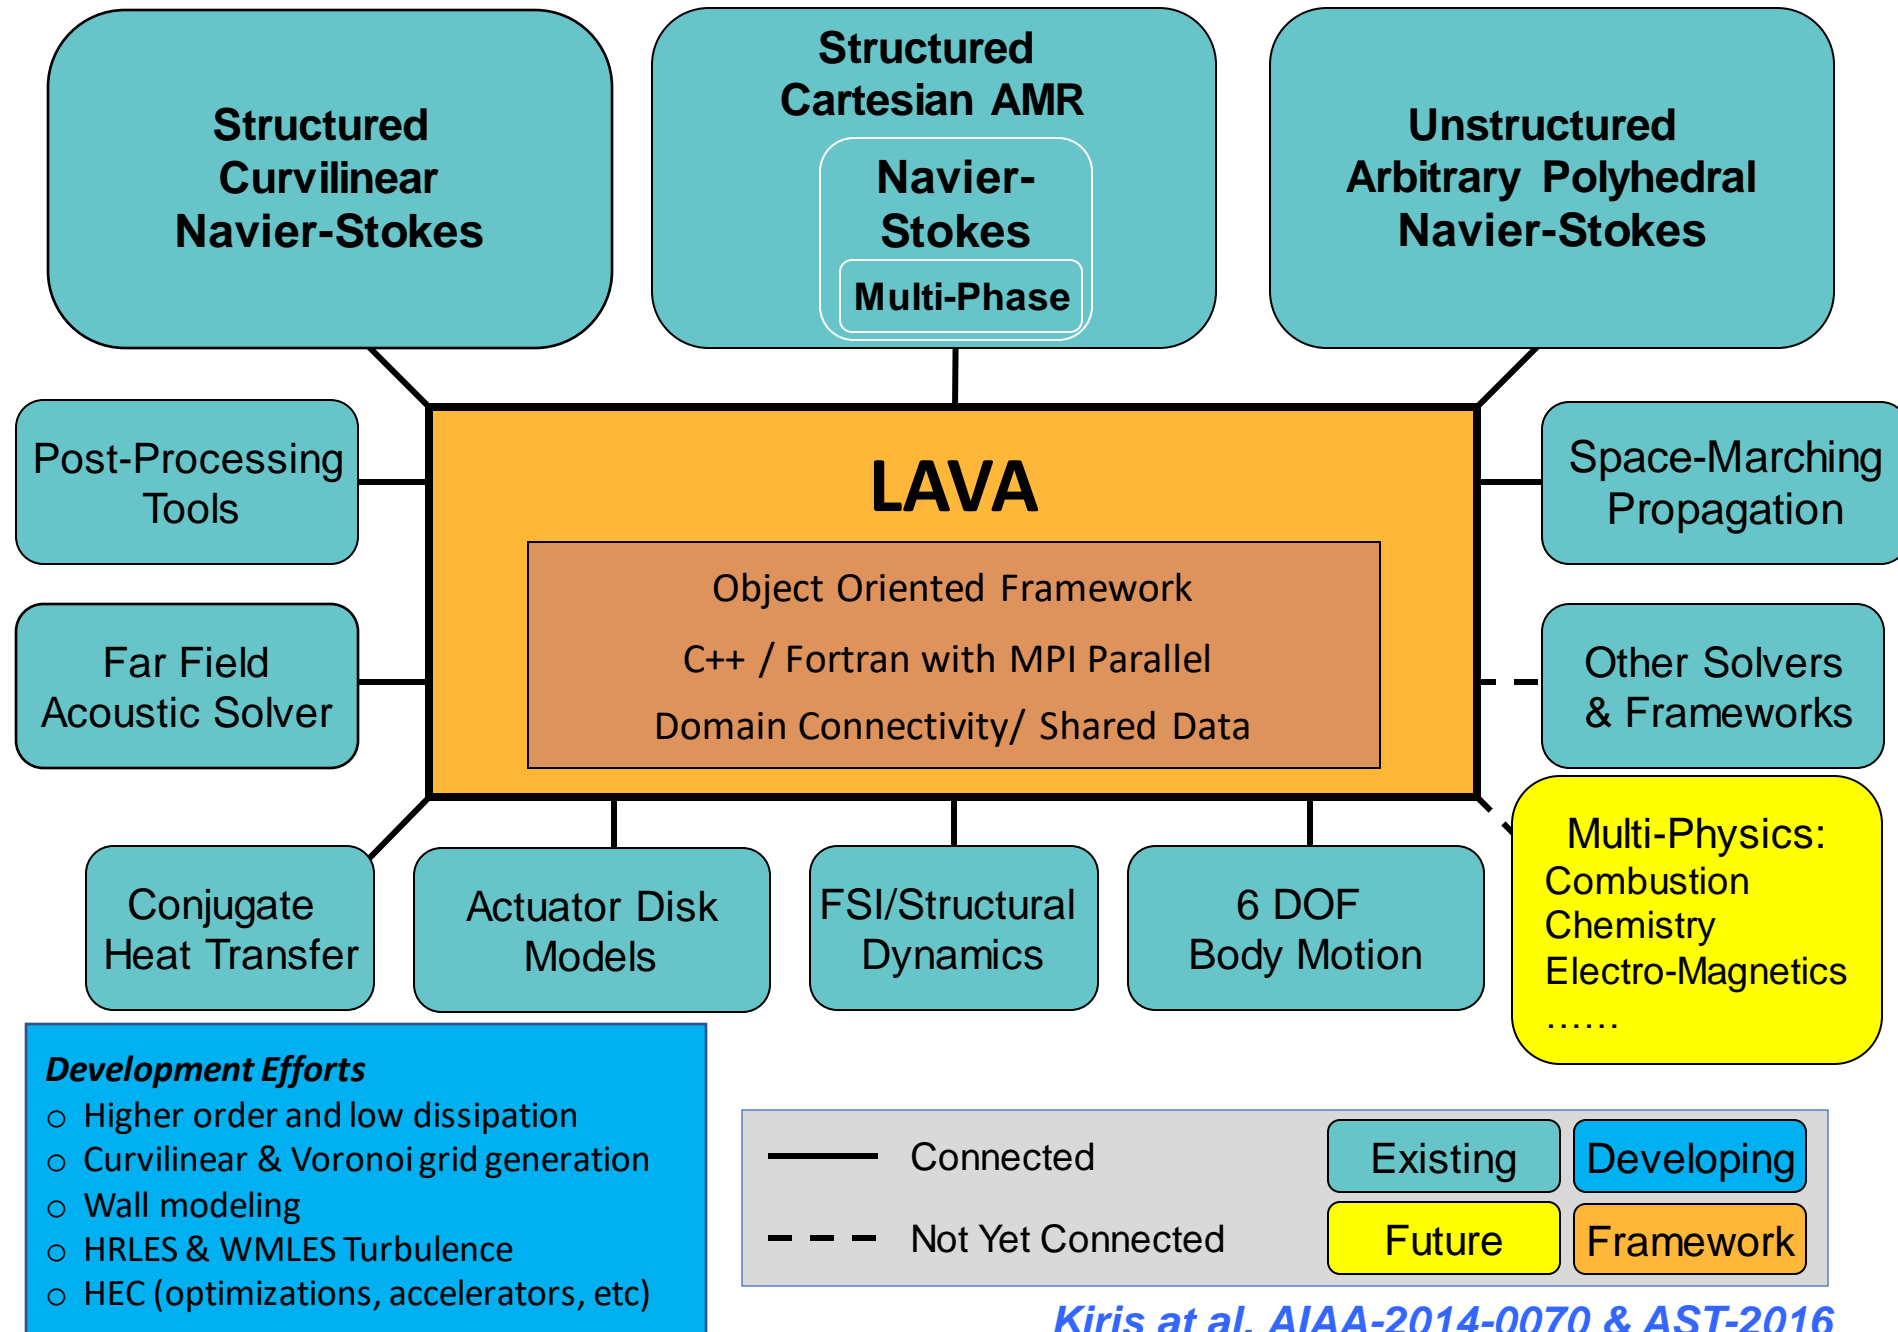 Structured
Curvilinear
Navier-Stokes
Structured
Cartesian AMR
Navier-
Stokes
Multi-Phase
Unstructured
Arbitrary Polyhedral
Navier-Stokes
Post-Processing
Tools
LAVA
Space-Marching
Propagation
Object Oriented Framework
C++ / Fortran with MPI Parallel
Domain Connectivity/ Shared Data
Far Field
Acoustic Solver
Other Solvers
& Frameworks
Conjugate
Heat Transfer
Actuator Disk
Models
FSI/Structural
Dynamics
6 DOF
Body Motion
Multi-Physics:
Combustion
Chemistry
Electro-Magnetics
......
Development Efforts
o Higher order and low dissipation
o Curvilinear & Voronoi grid generation
o Wall modeling
o HRLES & WMLES Turbulence
o HEC (optimizations, accelerators, etc)
Connected
Not Yet Connected
Existing
Developing
Future
Framework
Kiris at al. AIAA-2014-0070 & AST-2016